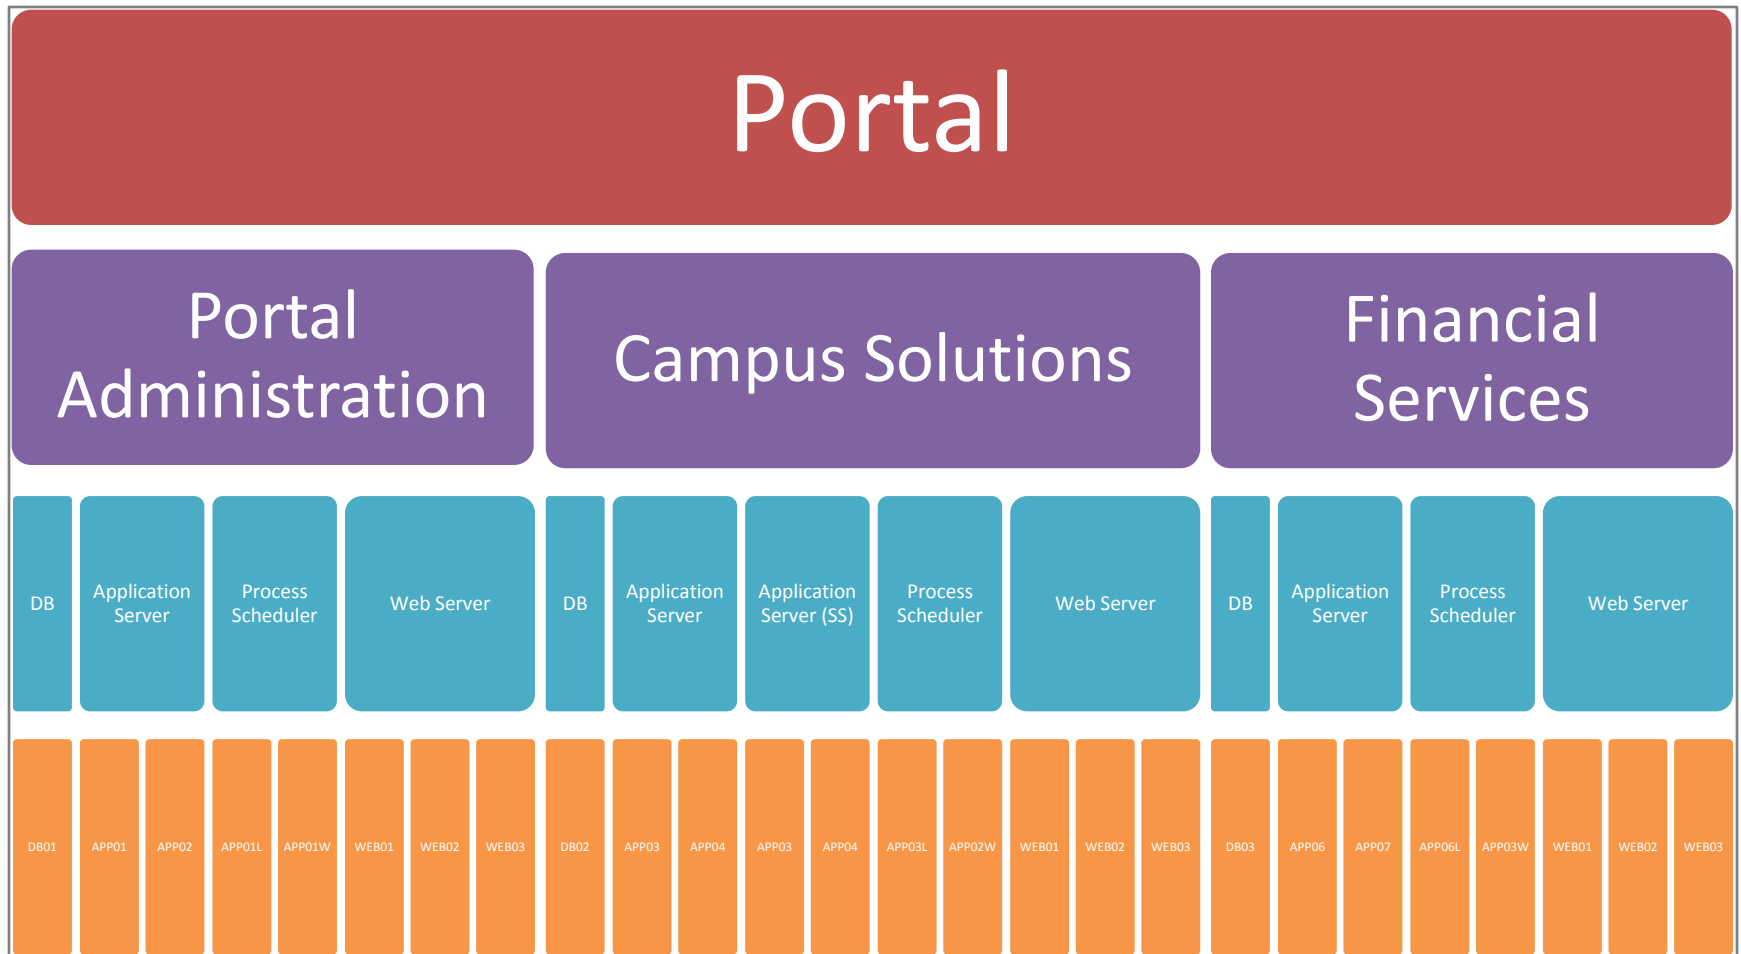 Portal
Portal
Administration
Campus Solutions
Financial
Services
DB
Application
Server
Process
Scheduler
Web Server
DB
Application
Server
Application
Server (SS)
Process
Scheduler
Web Server
DB
Application
Server
Process
Scheduler
Web Server
DB01
APP01
APP02
APP01L
APP01W
WEB01
WEB02
WEB03
DB02
APP03
APP04
APP03
APP04
APP03L
APP02W
WEB01
WEB02
WEB03
DB03
APP06
APP07
APP06L
APP03W
WEB01
WEB02
WEB03